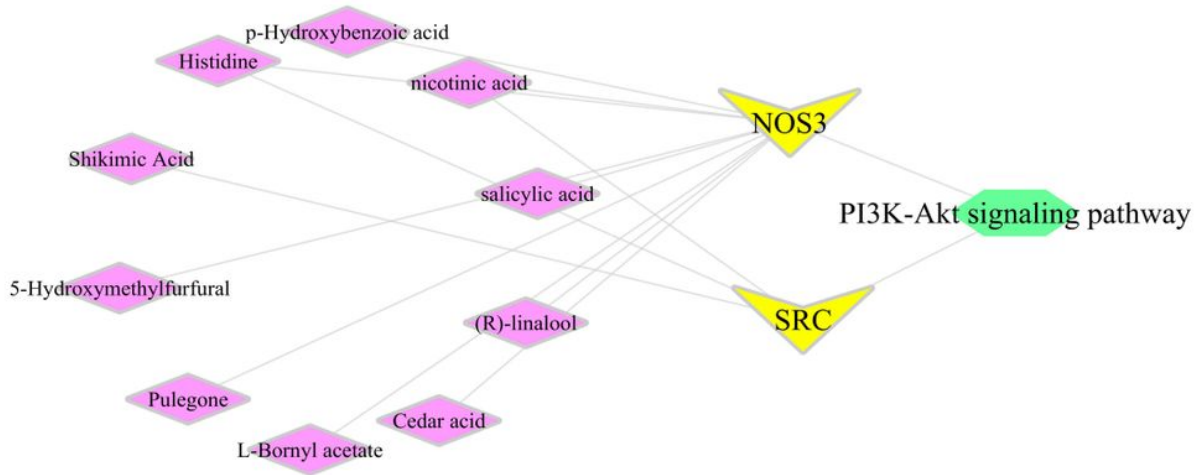 p-Hydroxybenzoic acid
Histidine
nicotinic acid
NOS3
Shikimic Acid
salicylic acid
PI3K-Akt signaling pathway
5-Hydroxymethylfurfural
(R)-linalool
SRC
Pulegone
Cedar acid
L-Bornyl acetate